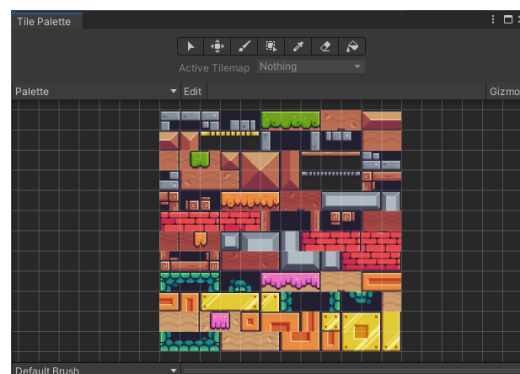 Tile Palette
Active Tilemap Nothing
Palette Edit Gizmo
Default Brush